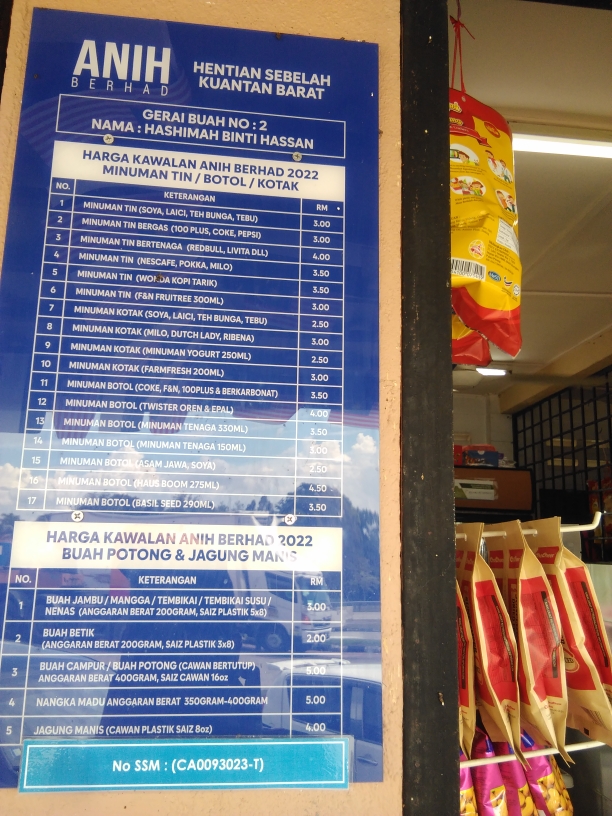 ANIH
BERHAD
HENTIAN SEBELAH
KUANTAN BARAT
GERAI BUAH NO : 2
NAMA : HASHIMAH BINTI HASSAN
HARGA KAWALAN ANIH BERHAD 2022
MINUMAN TIN / BOTOL / KOTAK
NO. KETERANGAN RM
1 MINUMAN TIN (SOYA, LAICI, TEH BUNGA, TEBU) 3.00
2 MINUMAN TIN BERGAS (100 PLUS, COKE, PEPSI) 3.00
3 MINUMAN TIN BERTENAGA (REDBULL, LIVITA DLL) 4.00
4 MINUMAN TIN (NESCAFE, POKKA, MILO) 3.50
5 MINUMAN TIN (WONDA KOPI TARIK) 3.50
6 MINUMAN TIN (F&N FRUITREE 300ML) 3.00
7 MINUMAN KOTAK (SOYA, LAICI, TEH BUNGA, TEBU) 2.50
8 MINUMAN KOTAK (MILO, DUTCH LADY, RIBENA) 3.00
9 MINUMAN KOTAK (MINUMAN YOGURT 250ML) 2.50
10 MINUMAN KOTAK (FARMFRESH 200ML) 3.00
11 MINUMAN BOTOL (COKE, F&N, 100PLUS & BERKARBONAT) 3.50
12 MINUMAN BOTOL (TWISTER OREN & EPAL) 4.00
13 MINUMAN BOTOL (MINUMAN TENAGA 330ML) 3.50
14 MINUMAN BOTOL (MINUMAN TENAGA 150ML) 3.00
15 MINUMAN BOTOL (ASAM JAWA, SOYA) 2.50
16 MINUMAN BOTOL (HAUS BOOM 275ML) 4.50
17 MINUMAN BOTOL (BASIL SEED 290ML) 3.50
HARGA KAWALAN ANIH BERHAD 2022
BUAH POTONG & JAGUNG MANIS
NO. KETERANGAN RM
1 BUAH JAMBU / MANGGA / TEMBIKAI / TEMBIKAI SUSU /
NENAS (ANGGARAN BERAT 200GRAM, SAIZ PLASTIK 5x8) 3.00
2 BUAH BETIK
(ANGGARAN BERAT 200GRAM, SAIZ PLASTIK 3x8) 2.00
3 BUAH CAMPUR / BUAH POTONG (CAWAN BERTUTUP)
ANGGARAN BERAT 400GRAM, SAIZ CAWAN 16oz 5.00
4 NANGKA MADU ANGGARAN BERAT 350GRAM-400GRAM 5.00
5 JAGUNG MANIS (CAWAN PLASTIK SAIZ 8oz) 4.00
No SSM : (CA0093023-T)